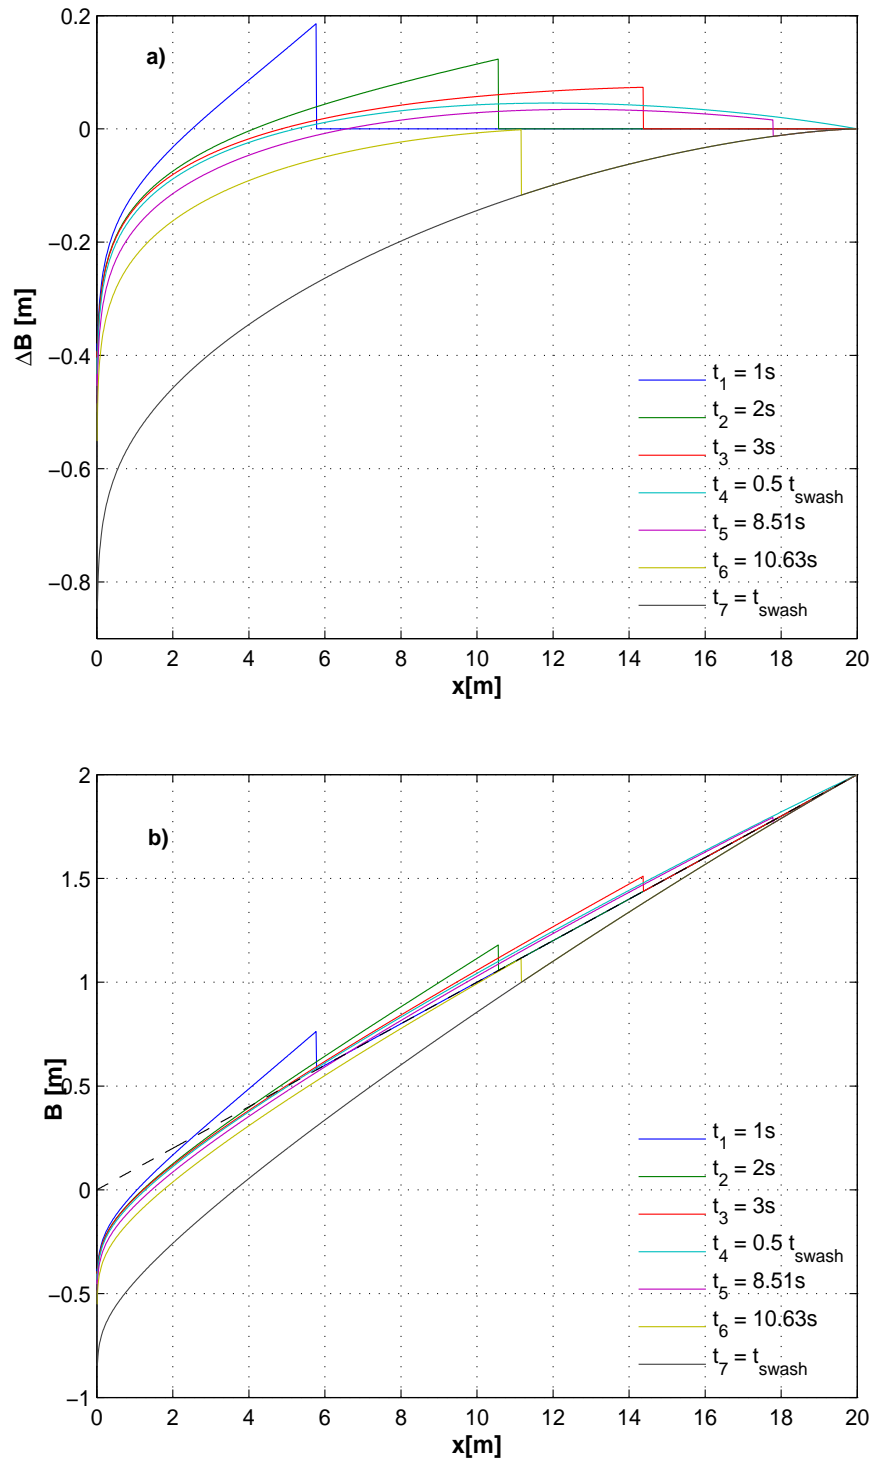 a)
0.2
0
−0.2
−0.4
−0.6
−0.8
ΔB [m]
t1 = 1s
t2 = 2s
t3 = 3s
t4 = 0.5 tswash
t5 = 8.51s
t6 = 10.63s
t7 = tswash
0 2 4 6 8 10 12 14 16 18 20
x[m]
b)
2
1.5
1
0.5
0
−0.5
−1
B [m]
t1 = 1s
t2 = 2s
t3 = 3s
t4 = 0.5 tswash
t5 = 8.51s
t6 = 10.63s
t7 = tswash
0 2 4 6 8 10 12 14 16 18 20
x[m]